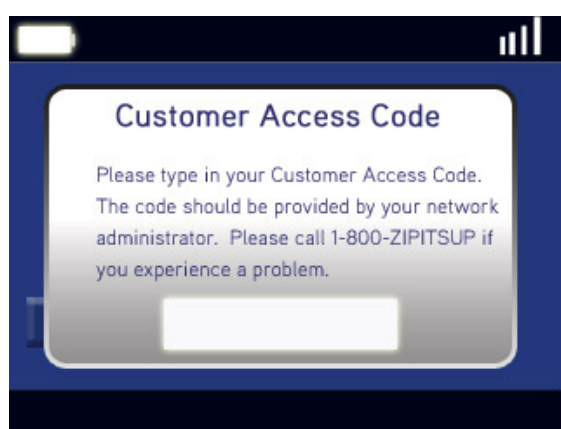 Customer Access Code
Please type in your Customer Access Code.
The code should be provided by your network
administrator.  Please call 1-800-ZIPITSUP if
you experience a problem.